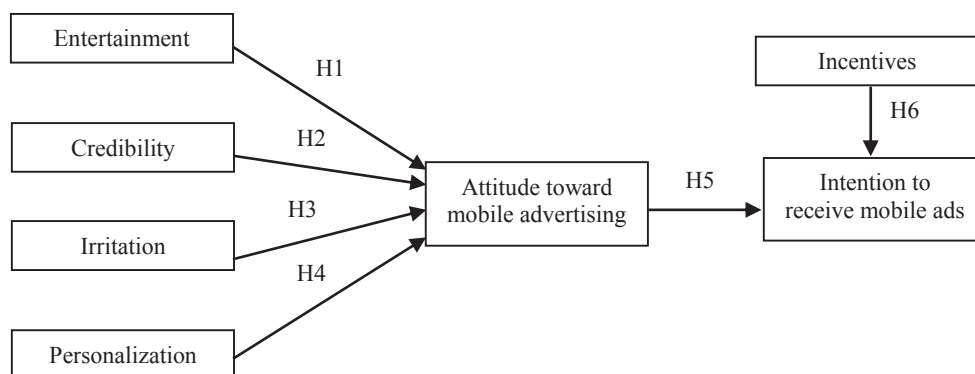 Entertainment
H1
Incentives
H6
Credibility
H2
Attitude toward
mobile advertising
H5
Intention to
receive mobile ads
H3
Irritation
H4
Personalization